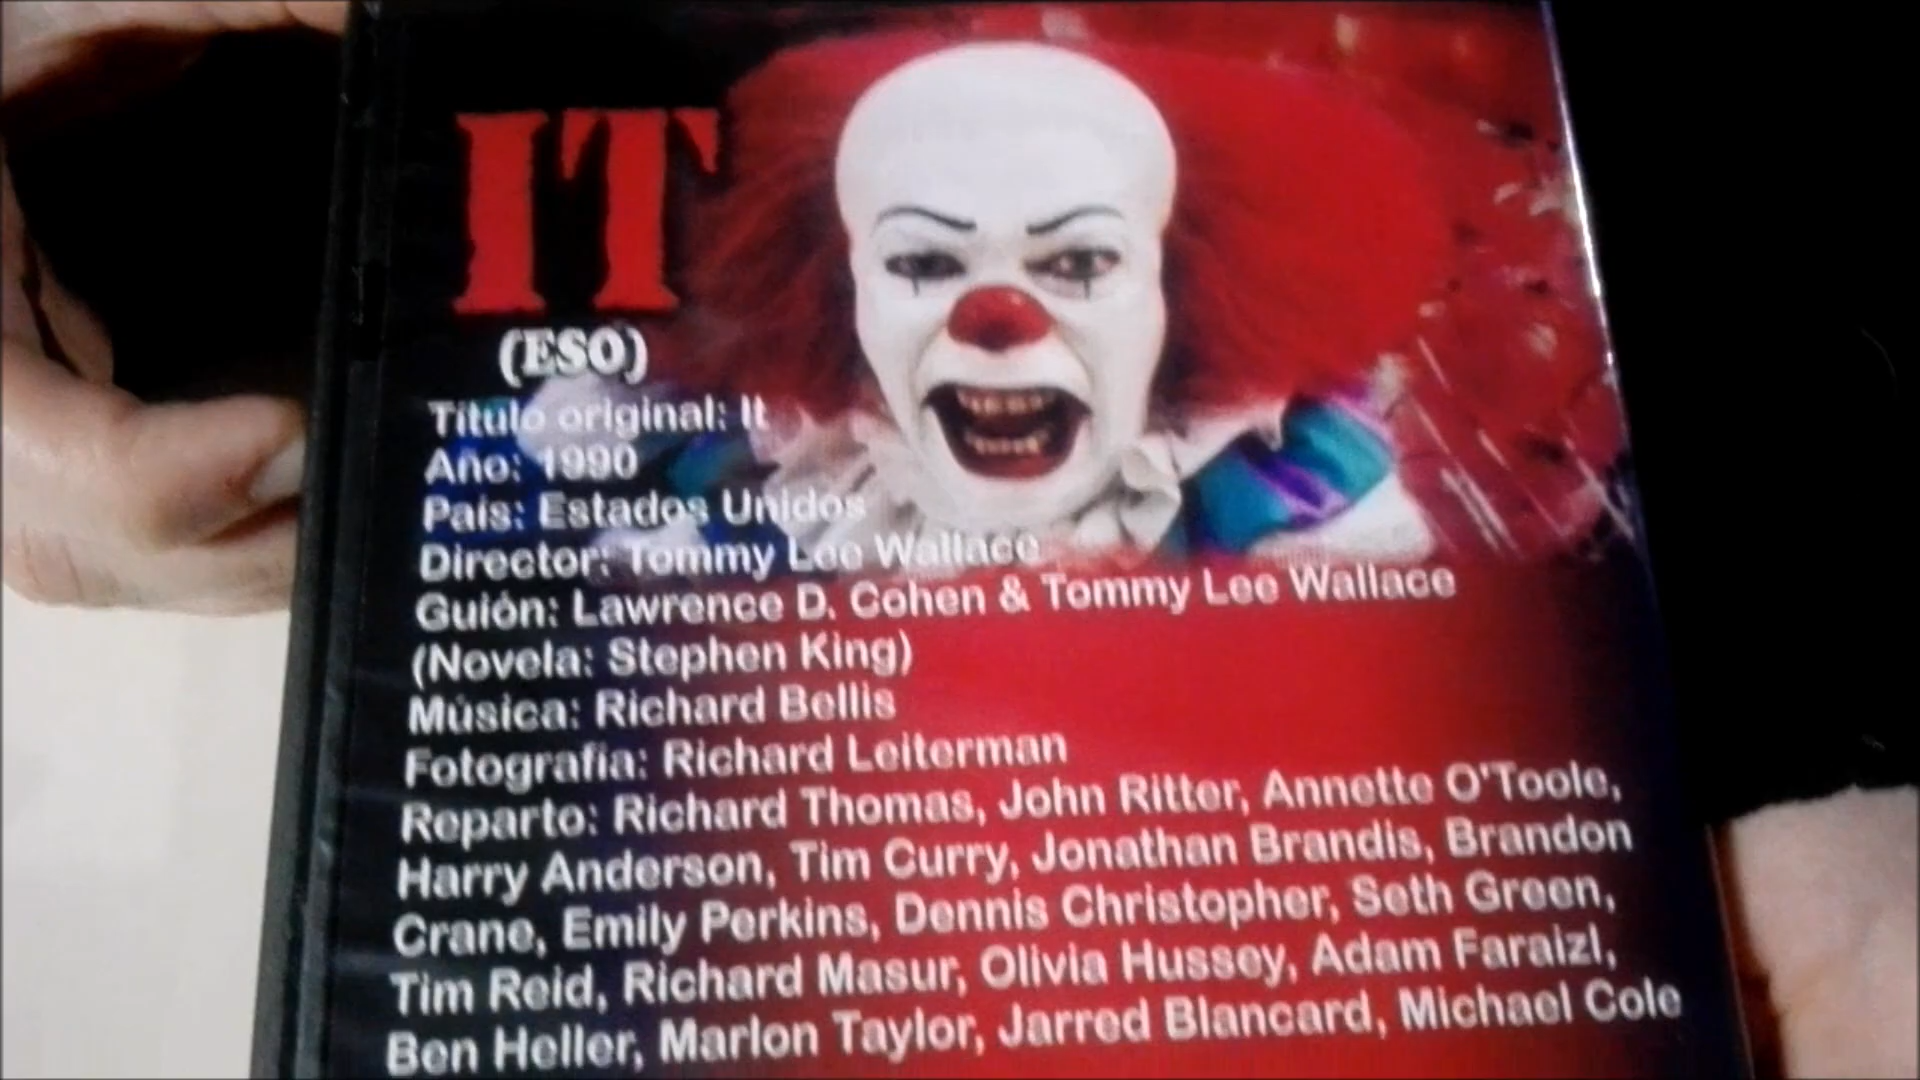 IT
(ESO)
Título original: It
Año: 1990
País: Estados Unidos
Director: Tommy Lee Wallace
Guión: Lawrence D. Cohen & Tommy Lee Wallace
(Novela: Stephen King)
Música: Richard Bellis
Fotografía: Richard Leiterman
Reparto: Richard Thomas, John Ritter, Annette O'Toole,
Harry Anderson, Tim Curry, Jonathan Brandis, Brandon
Crane, Emily Perkins, Dennis Christopher, Seth Green,
Tim Reid, Richard Masur, Olivia Hussey, Adam Faraizl,
Ben Heller, Marlon Taylor, Jarred Blancard, Michael Cole